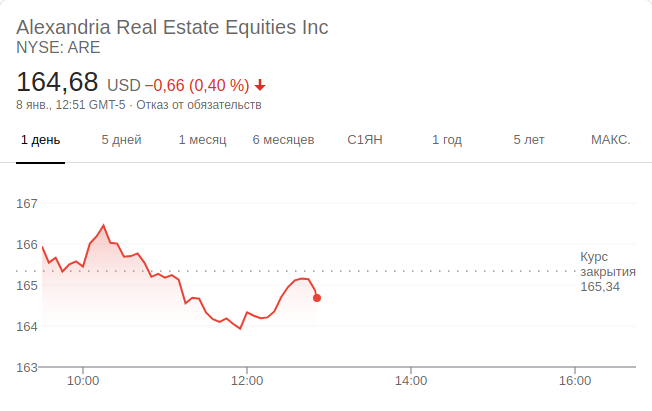 Alexandria Real Estate Equities Inc
NYSE: ARE
164,68 USD −0,66 (0,40 %)
8 янв., 12:51 GMT-5 · Отказ от обязательств
1 день 5 дней 1 месяц 6 месяцев С1ЯН 1 год 5 лет МАКС.
167
166
Курс
закрытия
165,34
165
164
163
10:00 12:00 14:00 16:00